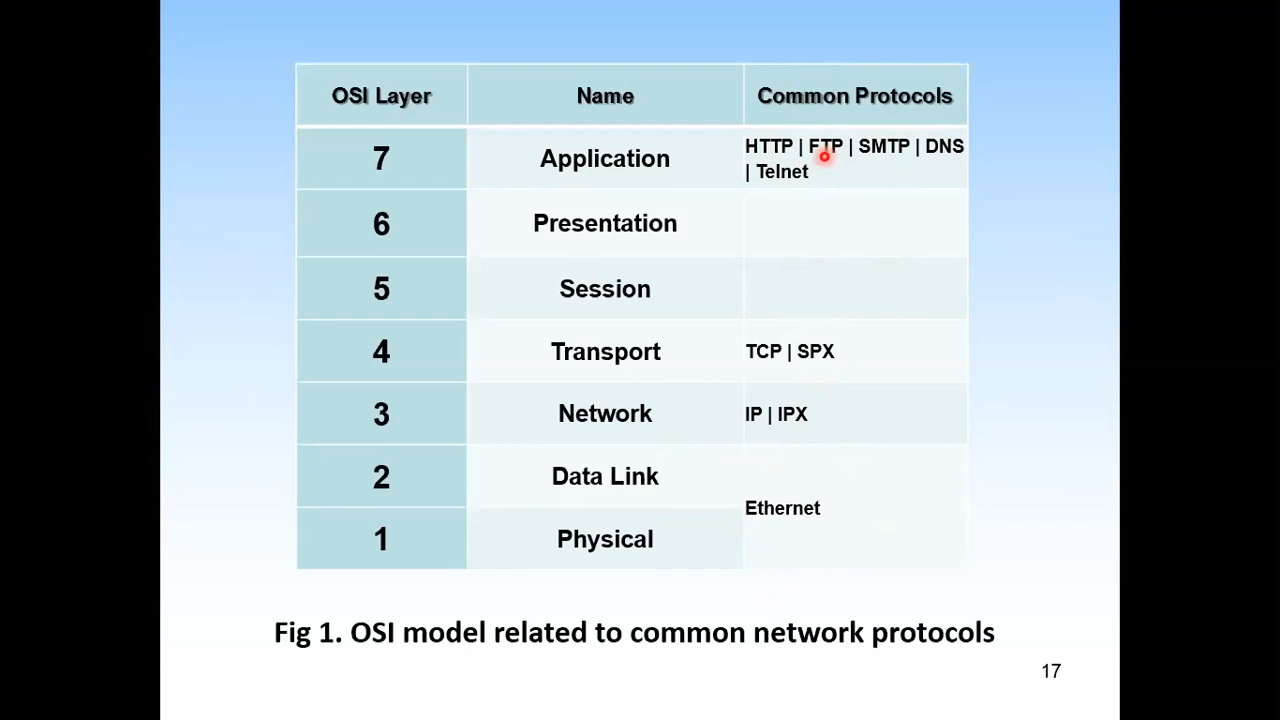 OSI Layer Name Common Protocols
7 Application HTTP | FTP | SMTP | DNS
| Telnet
6 Presentation
5 Session
4 Transport TCP | SPX
3 Network IP | IPX
2 Data Link
Ethernet
1 Physical
Fig 1. OSI model related to common network protocols
17